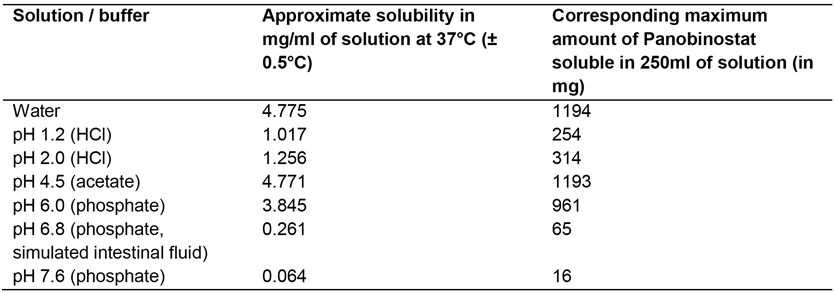 Solution / buffer Approximate solubility in Corresponding maximum
mg/ml of solution at 37°C (± amount of Panobinostat
0.5°C) soluble in 250ml of solution (in
mg)
Water 4.775 1194
pH 1.2 (HCl) 1.017 254
pH 2.0 (HCl) 1.256 314
pH 4.5 (acetate) 4.771 1193
pH 6.0 (phosphate) 3.845 961
pH 6.8 (phosphate, 0.261 65
simulated intestinal fluid)
pH 7.6 (phosphate) 0.064 16